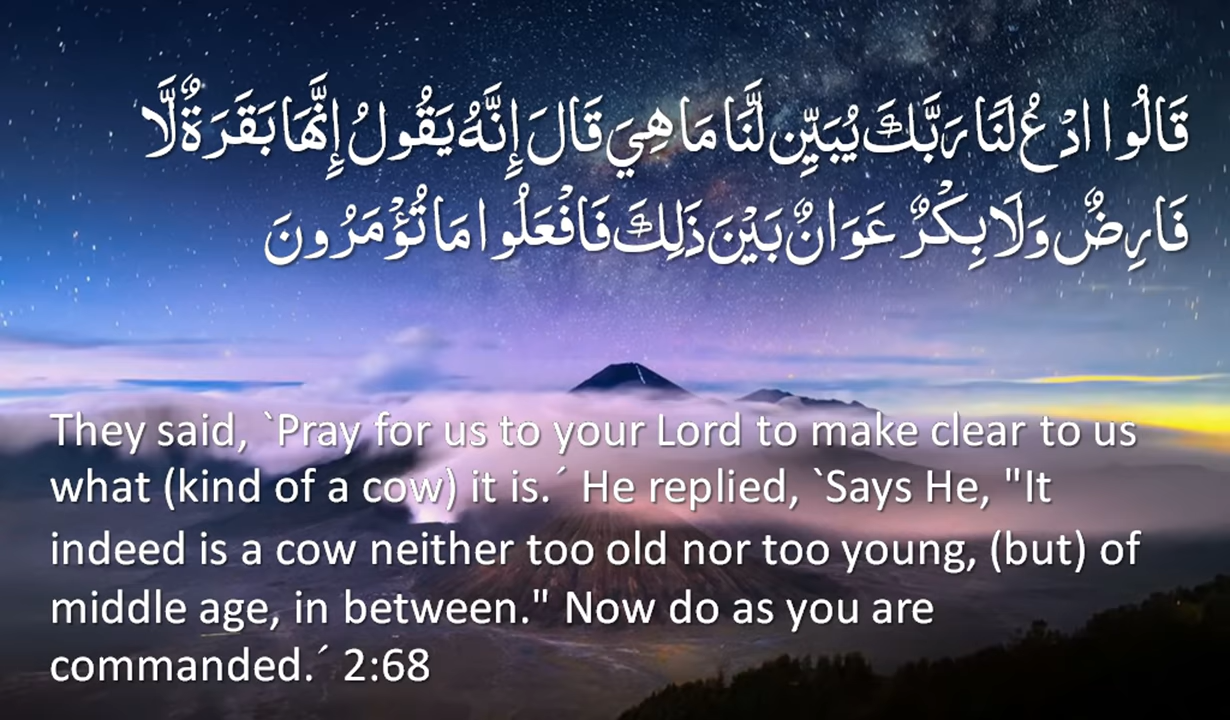 قَالُوا ادْعُ لَنَا رَبَّكَ يُبَيِّن لَّنَا مَا هِيَ قَالَ إِنَّهُ يَقُولُ إِنَّهَا بَقَرَةٌ لَّا
فَارِضٌ وَلَا بِكْرٌ عَوَانٌ بَيْنَ ذَلِكَ فَافْعَلُوا مَا تُؤْمَرُونَ
They said, `Pray for us to your Lord to make clear to us
what (kind of a cow) it is.´ He replied, `Says He, "It
indeed is a cow neither too old nor too young, (but) of
middle age, in between." Now do as you are
commanded.´ 2:68